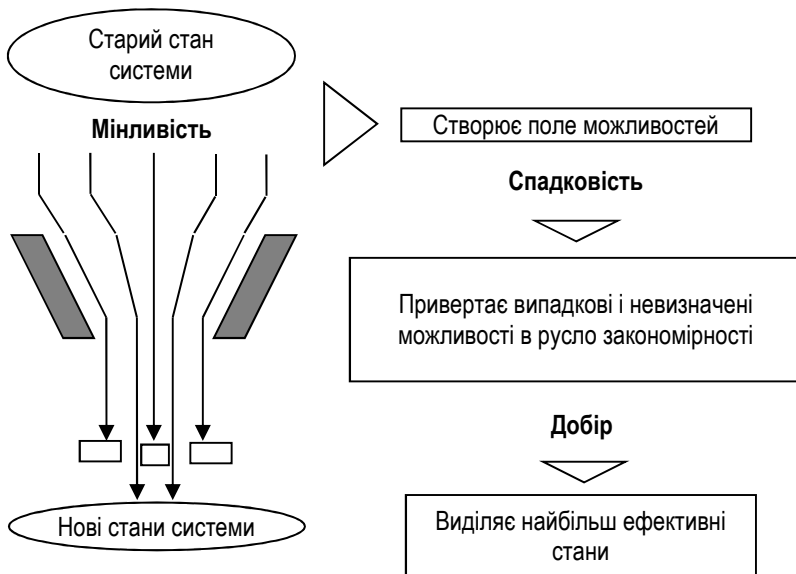 Старий стан
системи
Мінливість
Створює поле можливостей
Спадковість
Привертає випадкові і невизначені
можливості в русло закономірності
Добір
Нові стани системи
Виділяє найбільш ефективні
стани